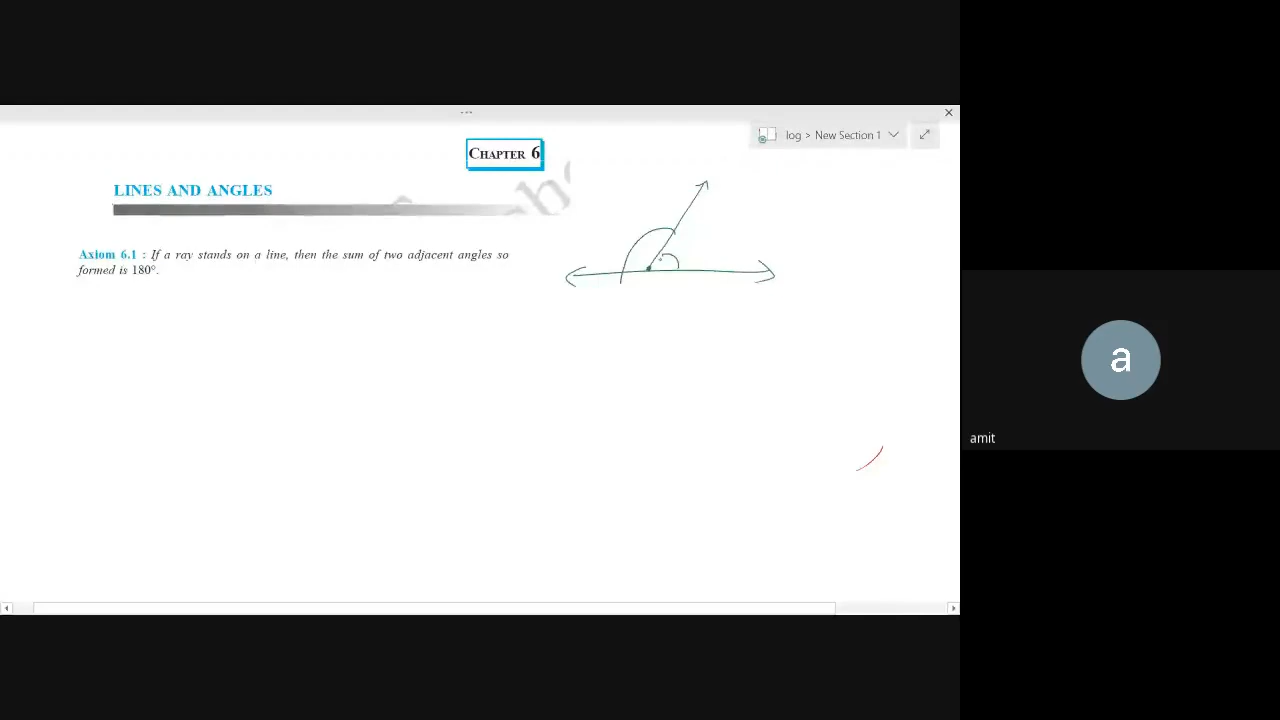 log > New Section 1
CHAPTER 6
LINES AND ANGLES
Axiom 6.1 : If a ray stands on a line, then the sum of two adjacent angles so
formed is 180°.
a
amit